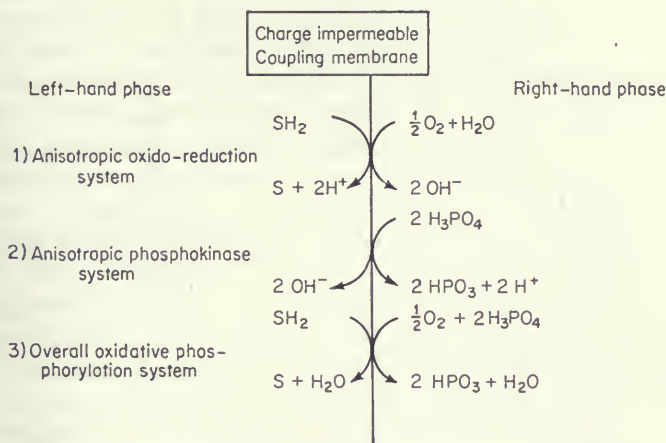 Charge impermeable
Coupling membrane
Left-hand phase
Right-hand phase
SH₂
½O₂+H₂O
1) Anisotropic oxido-reduction
system
S + 2H⁺
2 OH⁻
2 H₃PO₄
2) Anisotropic phosphokinase
system
2 OH⁻
2 HPO₃ + 2 H⁺
SH₂
½O₂ + 2H₃PO₄
3) Overall oxidative phos-
phorylation system
S + H₂O
2 HPO₃ + H₂O